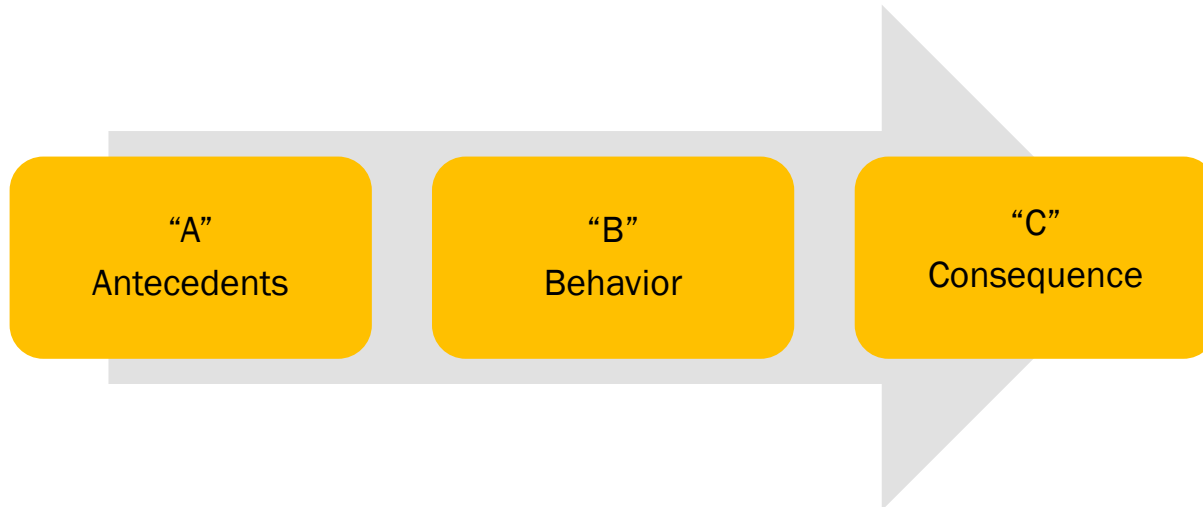 “A”
Antecedents
“B”
Behavior
“C”
Consequence